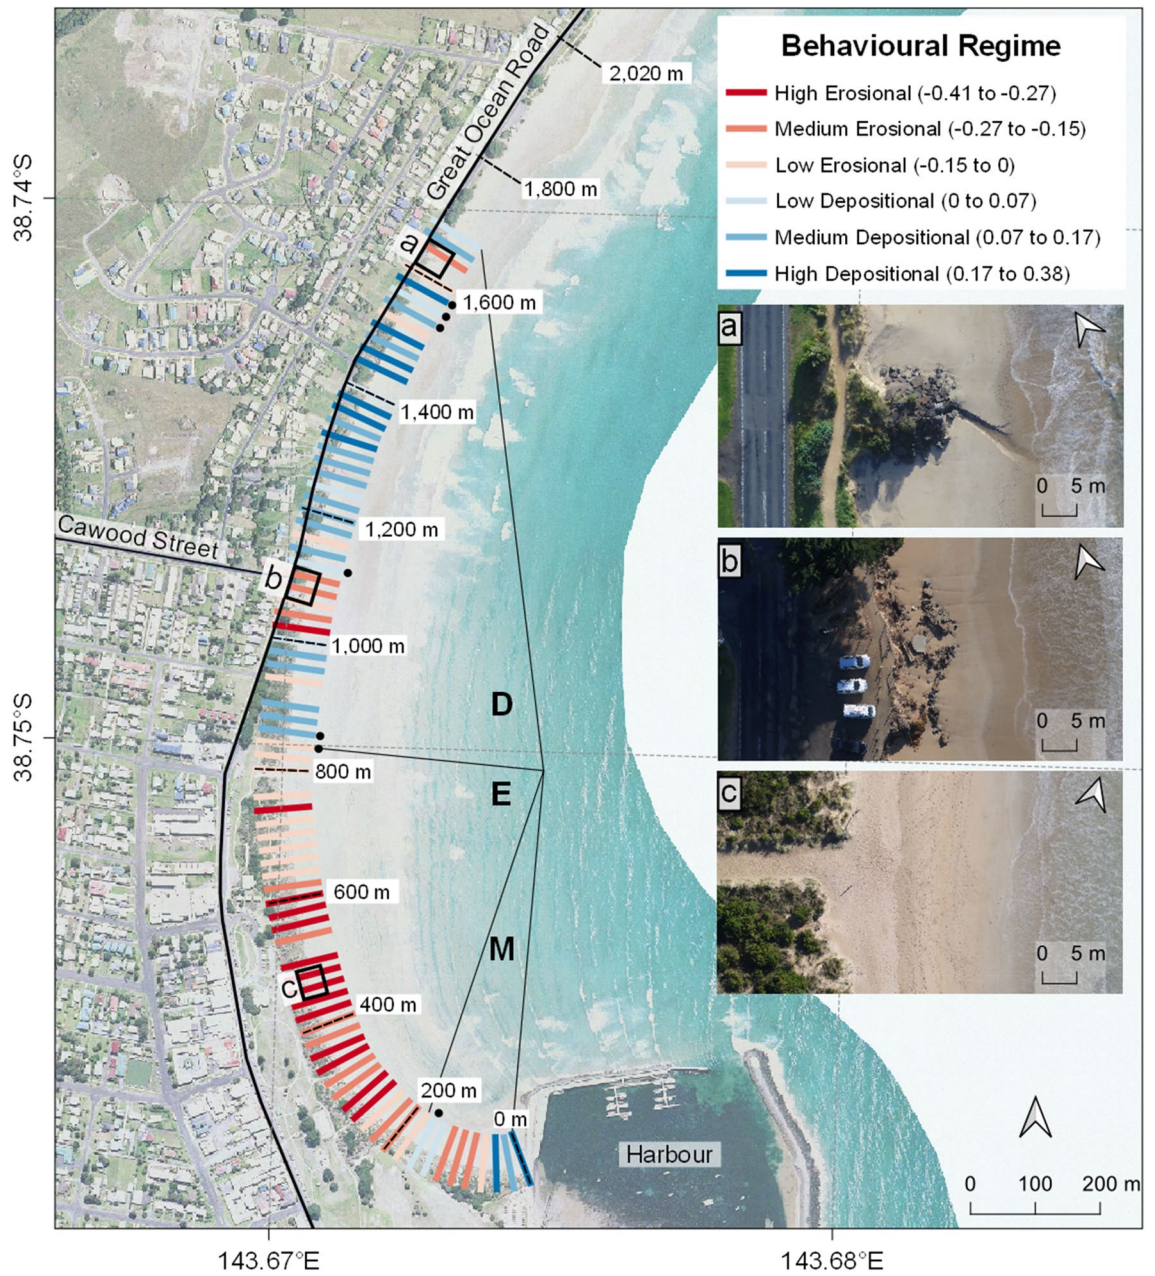 Behavioural Regime
High Erosional (-0.41 to -0.27)
Medium Erosional (-0.27 to -0.15)
Low Erosional (-0.15 to 0)
Low Depositional (0 to 0.07)
Medium Depositional (0.07 to 0.17)
High Depositional (0.17 to 0.38)
Great Ocean Road
2,020 m
1,800 m
38.74°S
a
1,600 m
1,400 m
1,200 m
Cawood Street
b
1,000 m
D
38.75°S
800 m
E
600 m
M
c
400 m
200 m
0 m
Harbour
a
0 5 m
b
0 5 m
c
0 5 m
0 100 200 m
143.67°E
143.68°E